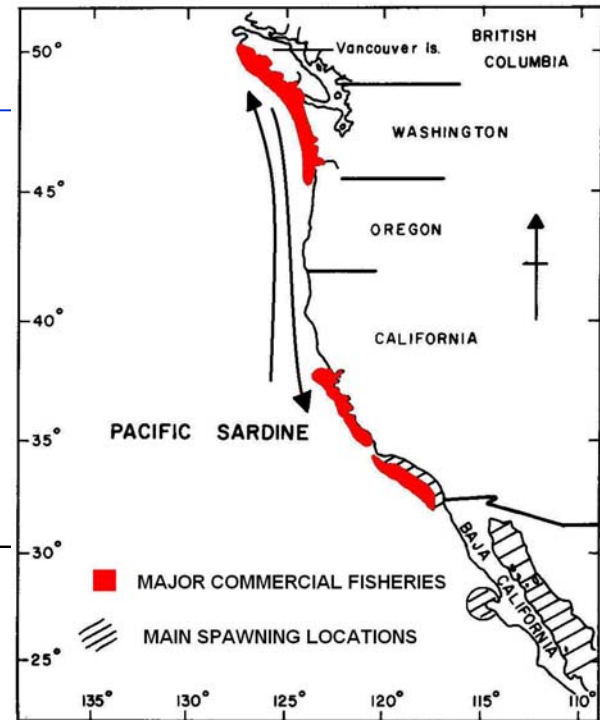 50°
Vancouver is.
BRITISH
COLUMBIA
WASHINGTON
45°
OREGON
40°
CALIFORNIA
PACIFIC SARDINE
35°
30°
BAJA
CALIFORNIA
MAJOR COMMERCIAL FISHERIES
MAIN SPAWNING LOCATIONS
25°
135° 130° 125° 120° 115° 110°